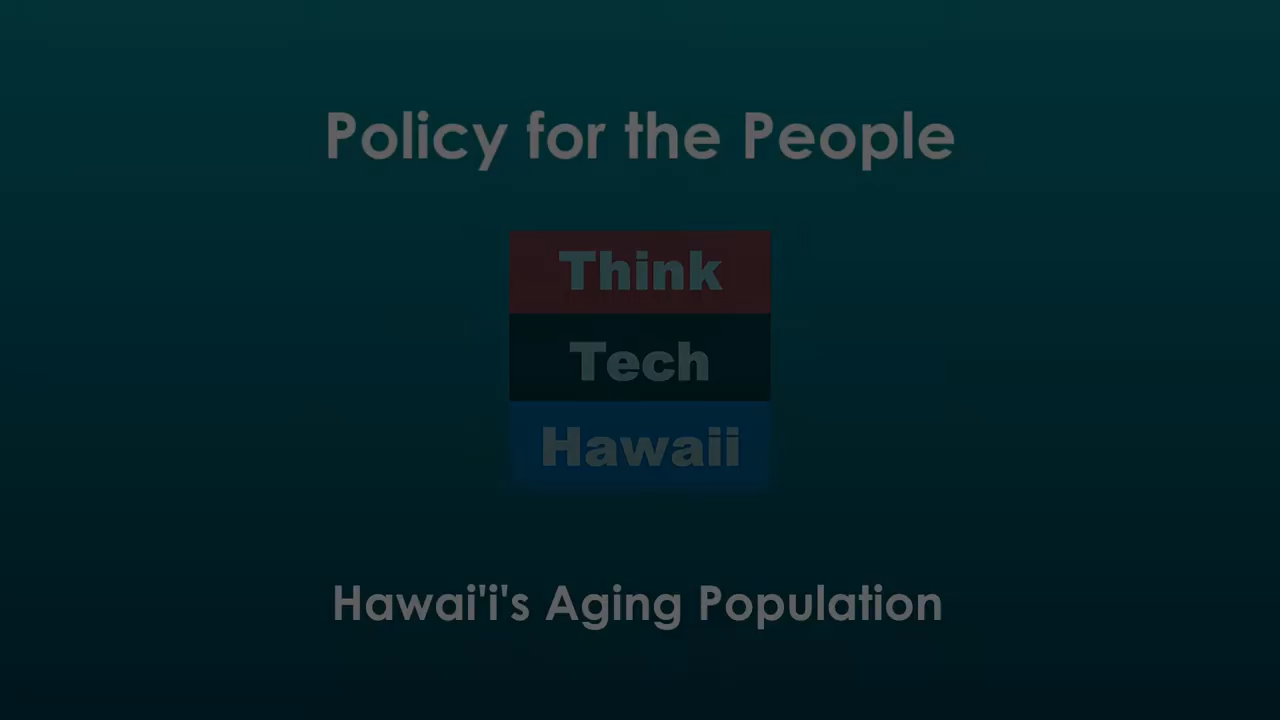 Policy for the People
Think
Tech
Hawaii
Hawai'i's Aging Population